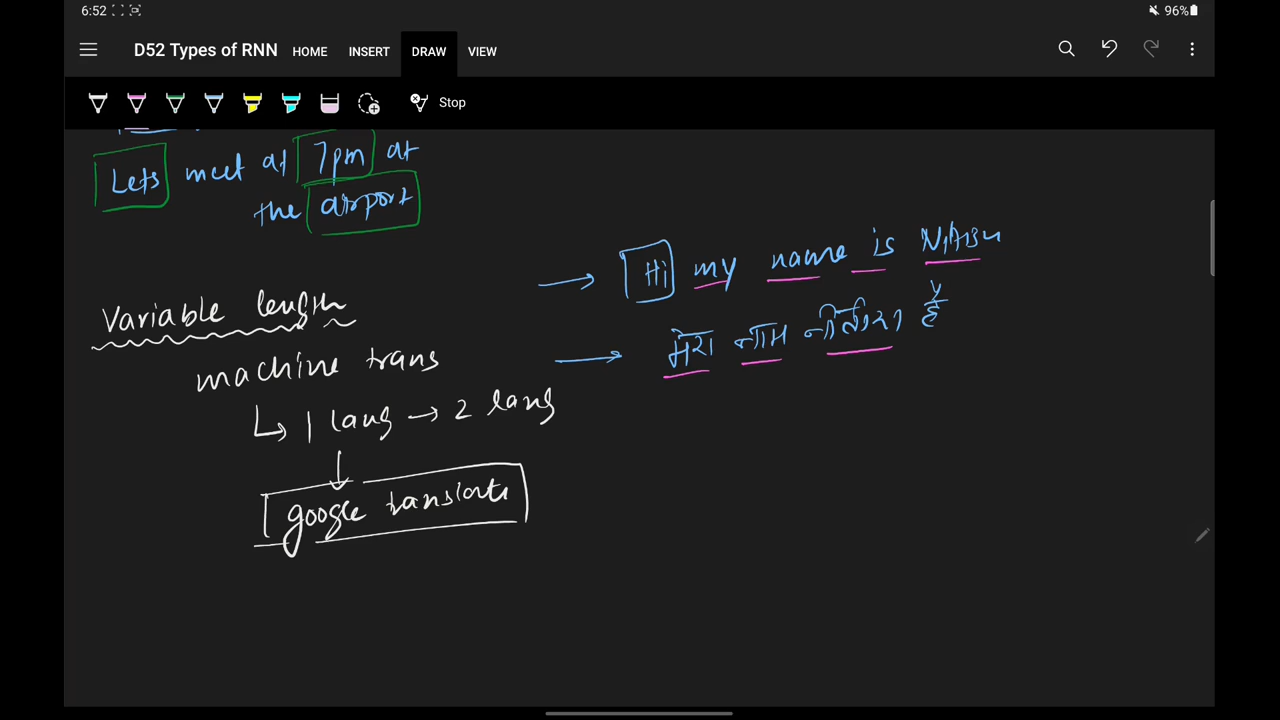 6:52 96%
D52 Types of RNN HOME INSERT DRAW VIEW
Stop
Lets meet at 7pm at
the airport
→ Hi my name is
Variable length
→ मेरा नाम है
machine trans
↳ 1 lang → 2 lang
google translate